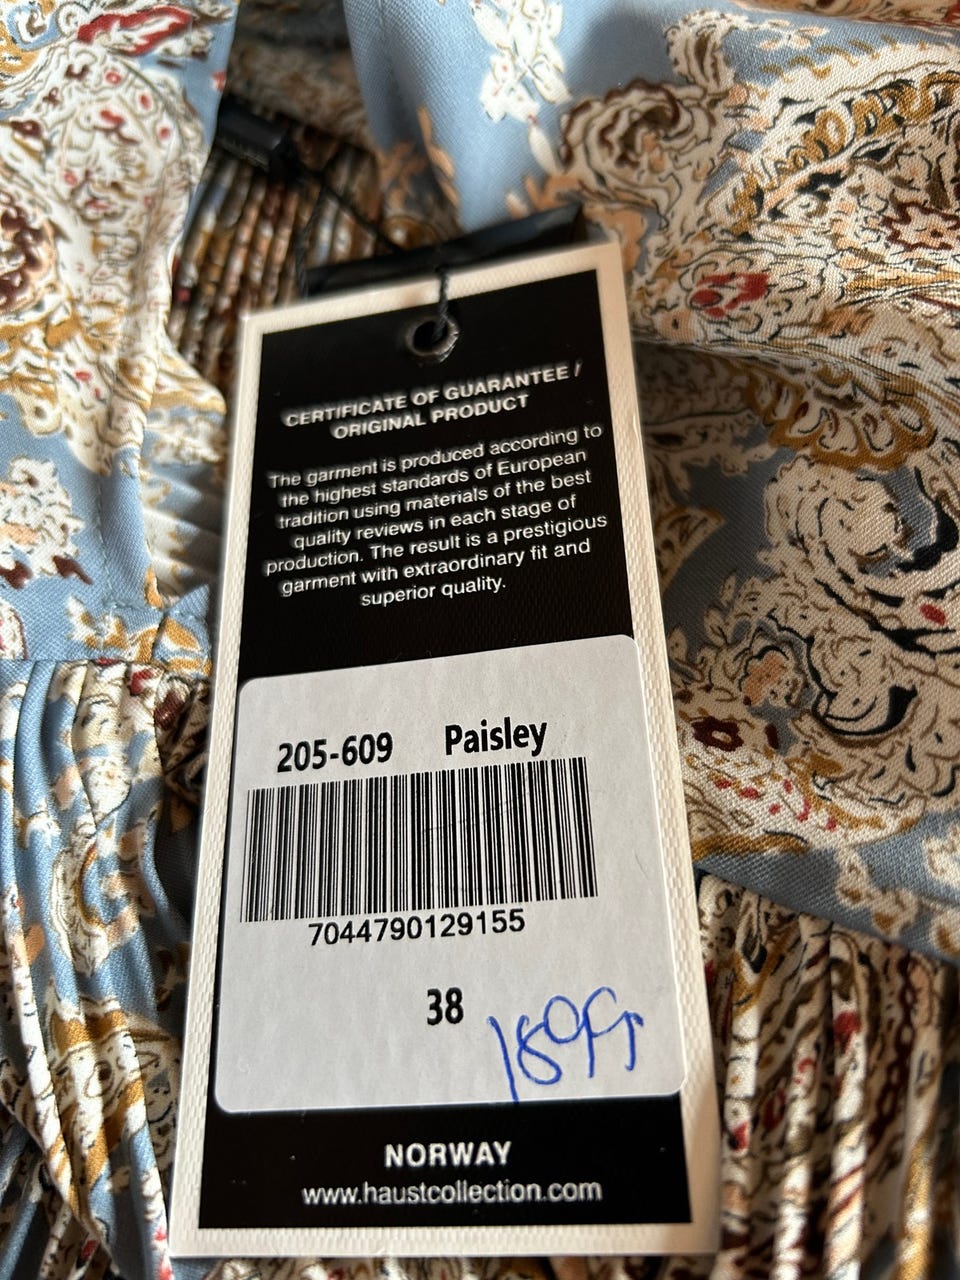 CERTIFICATE OF GUARANTEE /
ORIGINAL PRODUCT
The garment is produced according to
the highest standards of European
tradition using materials of the best
quality reviews in each stage of
production. The result is a prestigious
garment with extraordinary fit and
superior quality.
205-609 Paisley
7044790129155
38
1899
NORWAY
www.haustcollection.com